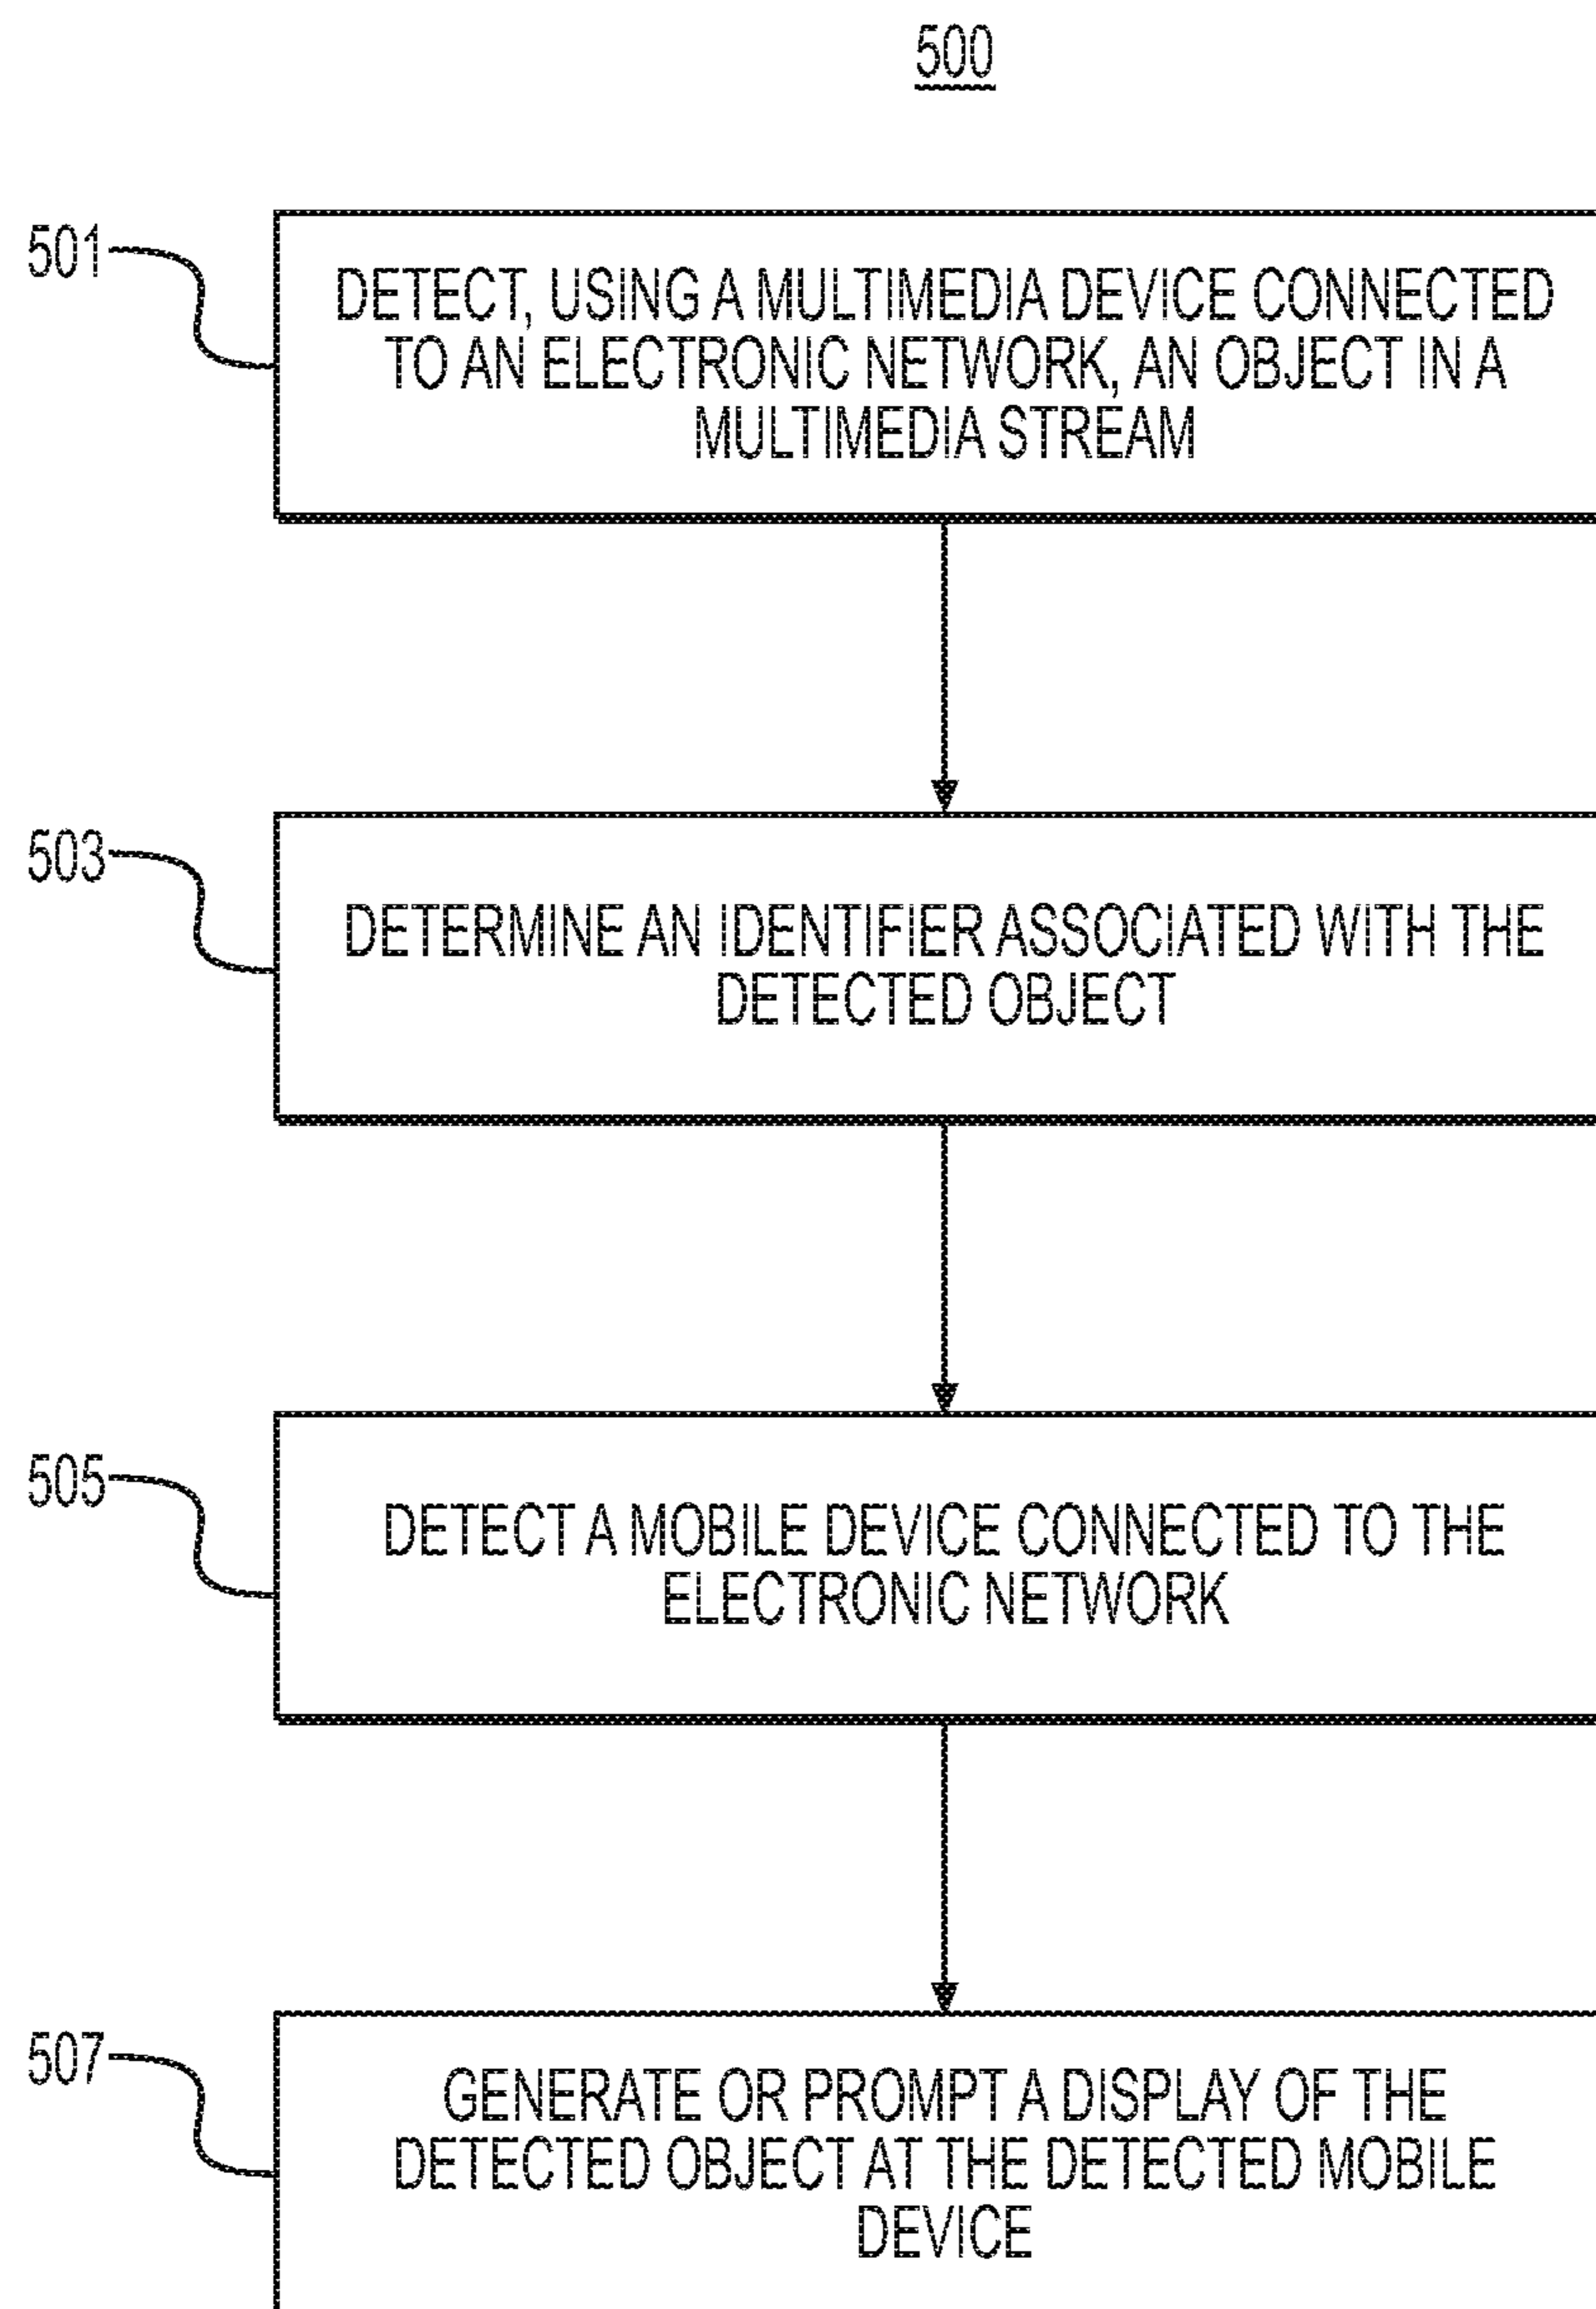 500
501
DETECT, USING A MULTIMEDIA DEVICE CONNECTED
TO AN ELECTRONIC NETWORK, AN OBJECT IN A
MULTIMEDIA STREAM
503
DETERMINE AN IDENTIFIER ASSOCIATED WITH THE
DETECTED OBJECT
505
DETECT A MOBILE DEVICE CONNECTED TO THE
ELECTRONIC NETWORK
507
GENERATE OR PROMPT A DISPLAY OF THE
DETECTED OBJECT AT THE DETECTED MOBILE
DEVICE